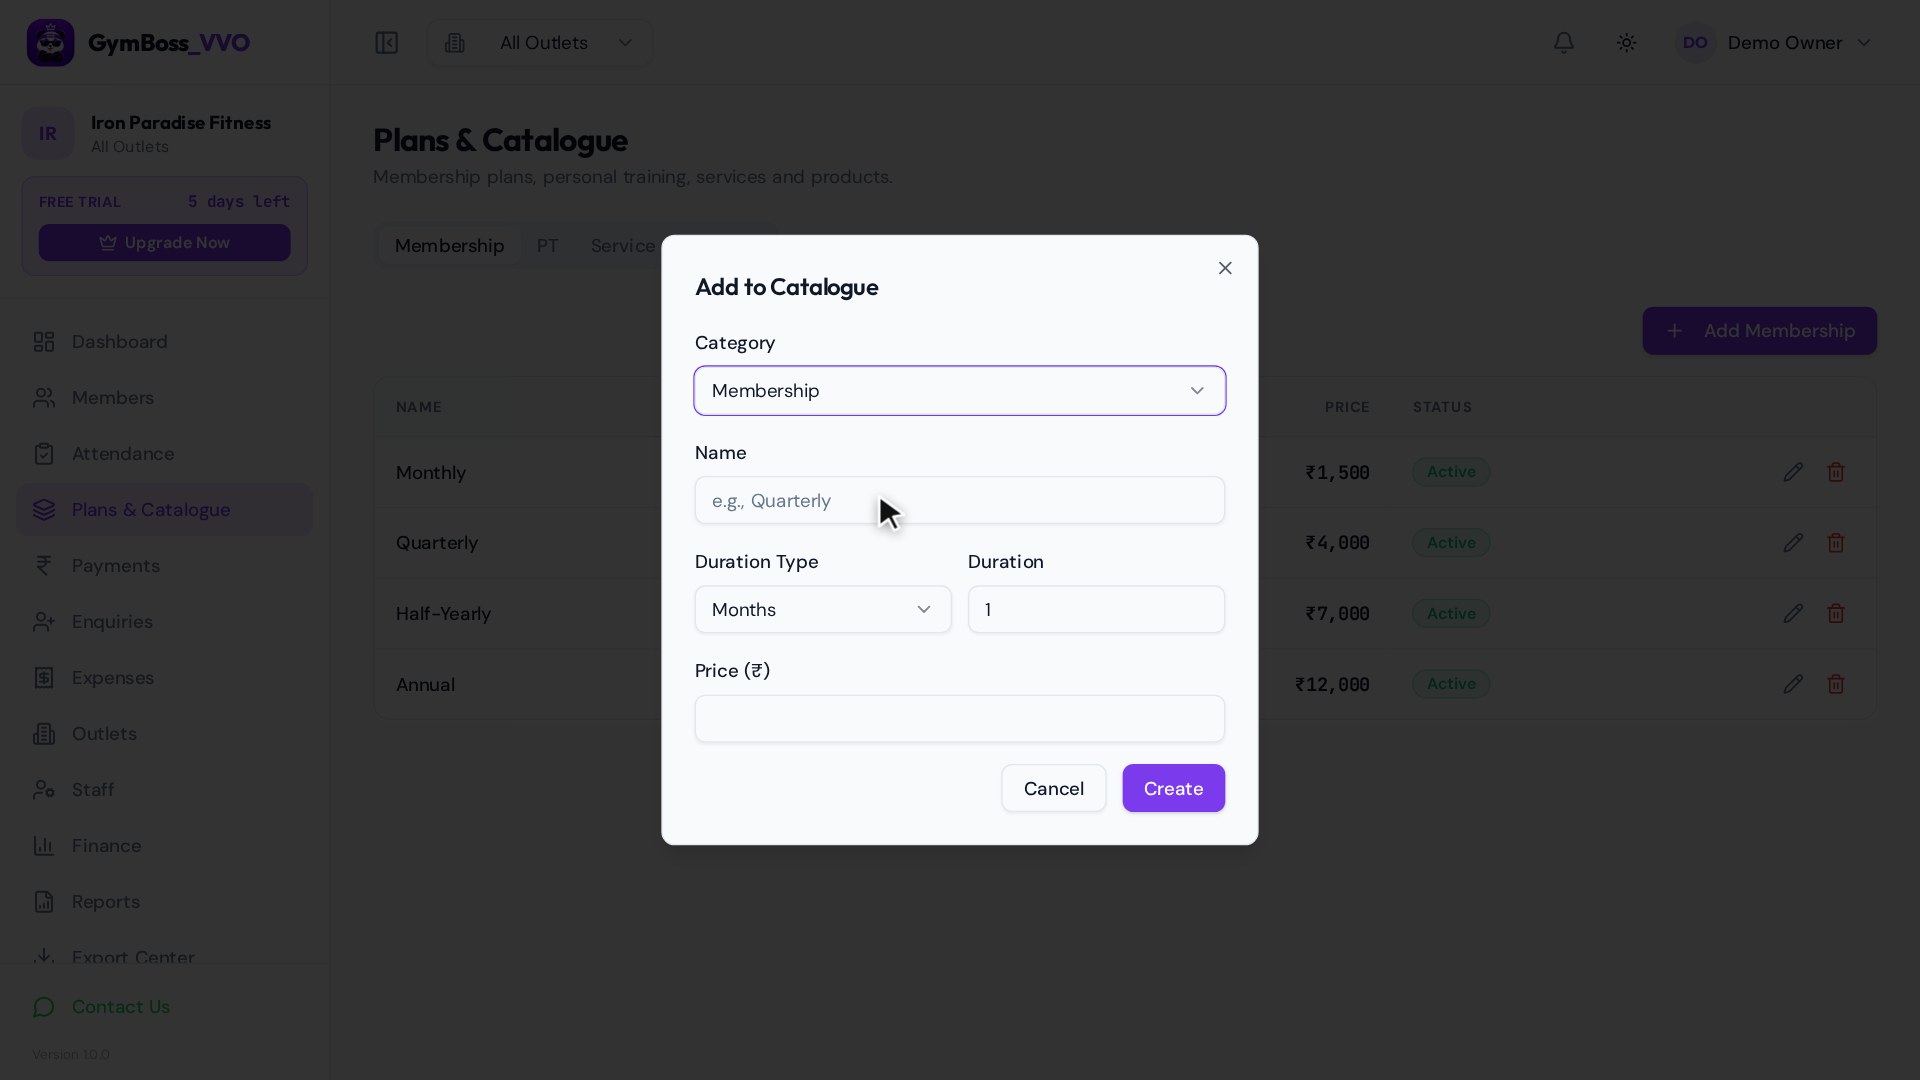 GymBoss_VVO
All Outlets
DO Demo Owner
IR
Iron Paradise Fitness
All Outlets
FREE TRIAL 5 days left
Upgrade Now
Dashboard
Members
Attendance
Plans & Catalogue
Payments
Enquiries
Expenses
Outlets
Staff
Finance
Reports
Export Center
Contact Us
Version 1.0.0
Plans & Catalogue
Membership plans, personal training, services and products.
Membership PT Service
Add Membership
NAME PRICE STATUS
Monthly ₹1,500 Active
Quarterly ₹4,000 Active
Half-Yearly ₹7,000 Active
Annual ₹12,000 Active
Add to Catalogue
Category
Membership
Name
e.g., Quarterly
Duration Type Duration
Months 1
Price (₹)
Cancel Create